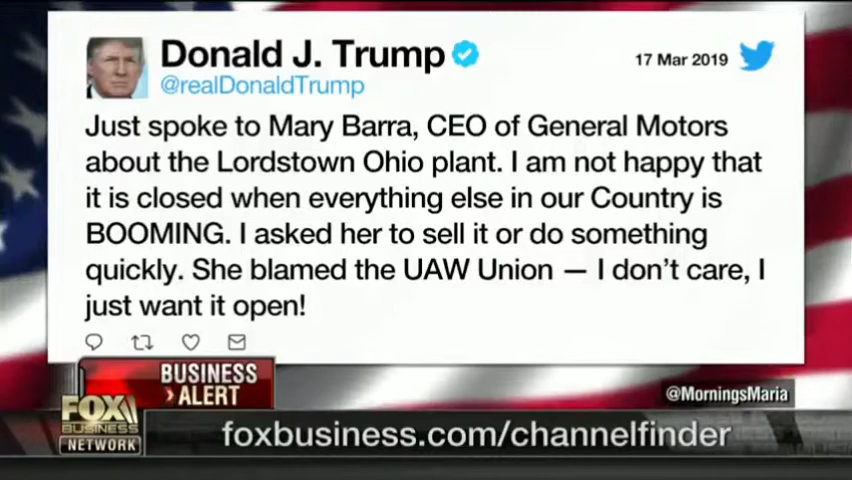 Donald J. Trump
17 Mar 2019
@realDonaldTrump
Just spoke to Mary Barra, CEO of General Motors
about the Lordstown Ohio plant. I am not happy that
it is closed when everything else in our Country is
BOOMING. I asked her to sell it or do something
quickly. She blamed the UAW Union — I don't care, I
just want it open!
BUSINESS
ALERT
@MorningsMaria
FOX
BUSINESS
NETWORK
foxbusiness.com/channelfinder